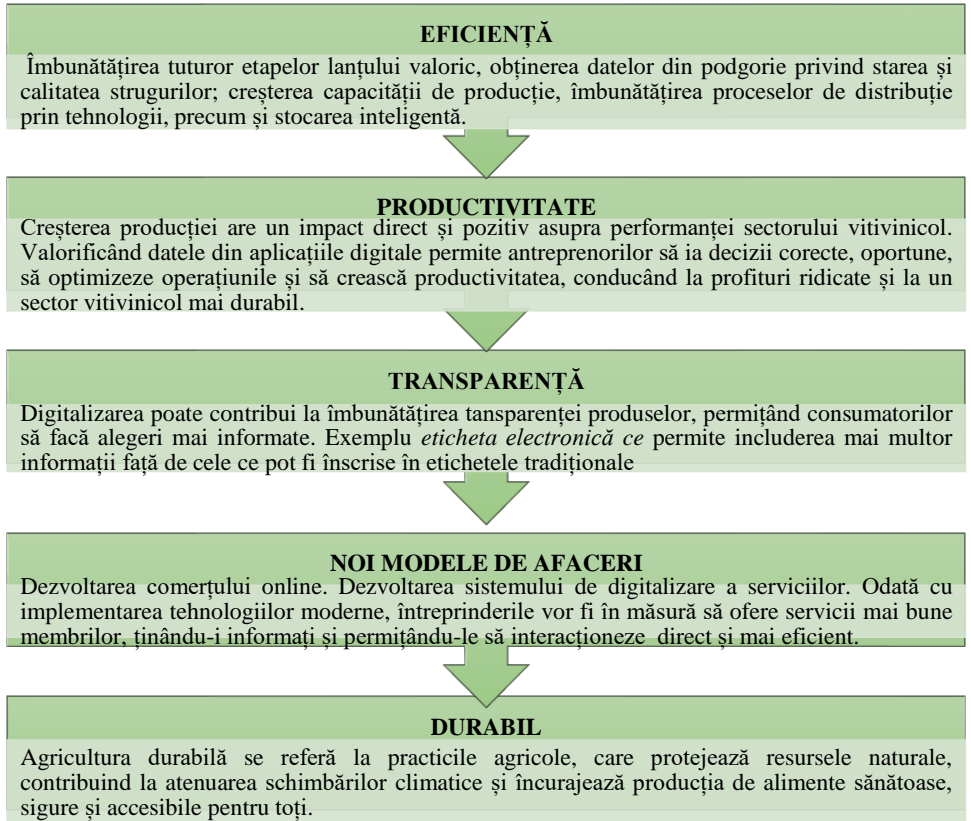 EFICIENȚĂ
Îmbunătățirea tuturor etapelor lanțului valoric, obținerea datelor din podgorie privind starea și
calitatea strugurilor; creșterea capacității de producție, îmbunătățirea proceselor de distribuție
prin tehnologii, precum și stocarea inteligentă.
PRODUCTIVITATE
Creșterea producției are un impact direct și pozitiv asupra performanței sectorului vitivinicol.
Valorificând datele din aplicațiile digitale permite antreprenorilor să ia decizii corecte, oportune,
să optimizeze operațiunile și să crească productivitatea, conducând la profituri ridicate și la un
sector vitivinicol mai durabil.
TRANSPARENȚĂ
Digitalizarea poate contribui la îmbunătățirea tansparenței produselor, permițând consumatorilor
să facă alegeri mai informate. Exemplu eticheta electronică ce permite includerea mai multor
informații față de cele ce pot fi înscrise în etichetele tradiționale
NOI MODELE DE AFACERI
Dezvoltarea comerțului online. Dezvoltarea sistemului de digitalizare a serviciilor. Odată cu
implementarea tehnologiilor moderne, întreprinderile vor fi în măsură să ofere servicii mai bune
membrilor, ținându-i informați și permițându-le să interacționeze direct și mai eficient.
DURABIL
Agricultura durabilă se referă la practicile agricole, care protejează resursele naturale,
contribuind la atenuarea schimbărilor climatice și încurajează producția de alimente sănătoase,
sigure și accesibile pentru toți.